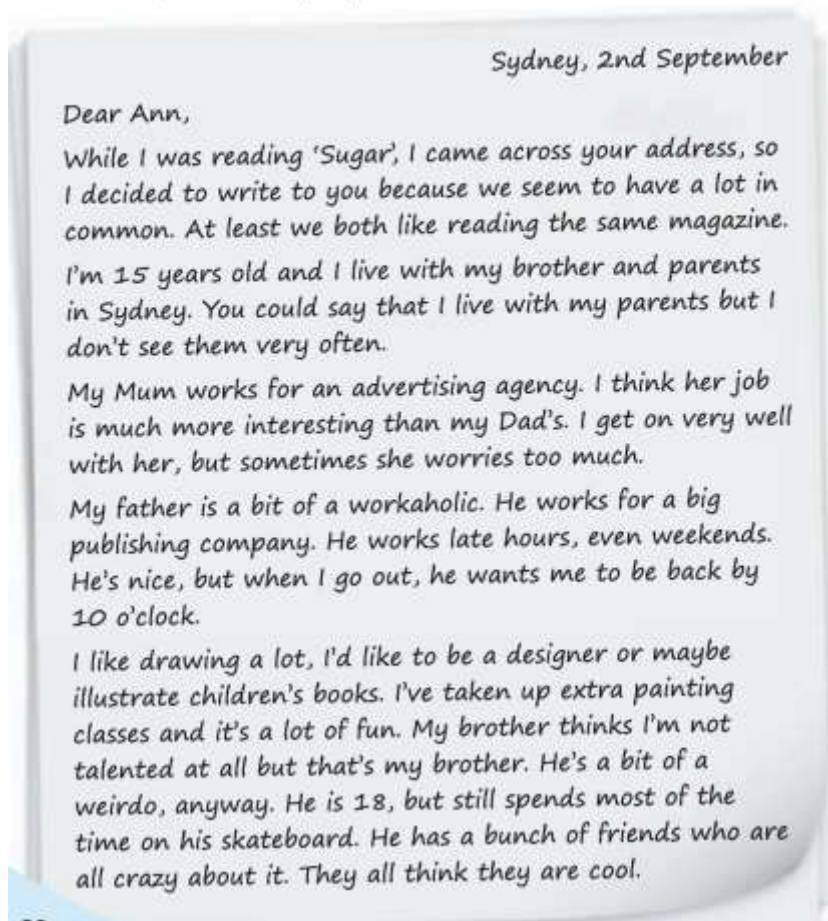 Sydney, 2nd September
Dear Ann,
While I was reading ‘Sugar’, I came across your address, so
I decided to write to you because we seem to have a lot in
common. At least we both like reading the same magazine.
I'm 15 years old and I live with my brother and parents
in Sydney. You could say that I live with my parents but I
don't see them very often.
My Mum works for an advertising agency. I think her job
is much more interesting than my Dad's. I get on very well
with her, but sometimes she worries too much.
My father is a bit of a workaholic. He works for a big
publishing company. He works late hours, even weekends.
He's nice, but when I go out, he wants me to be back by
10 o'clock.
I like drawing a lot, I'd like to be a designer or maybe
illustrate children's books. I've taken up extra painting
classes and it's a lot of fun. My brother thinks I'm not
talented at all but that's my brother. He's a bit of a
weirdo, anyway. He is 18, but still spends most of the
time on his skateboard. He has a bunch of friends who are
all crazy about it. They all think they are cool.